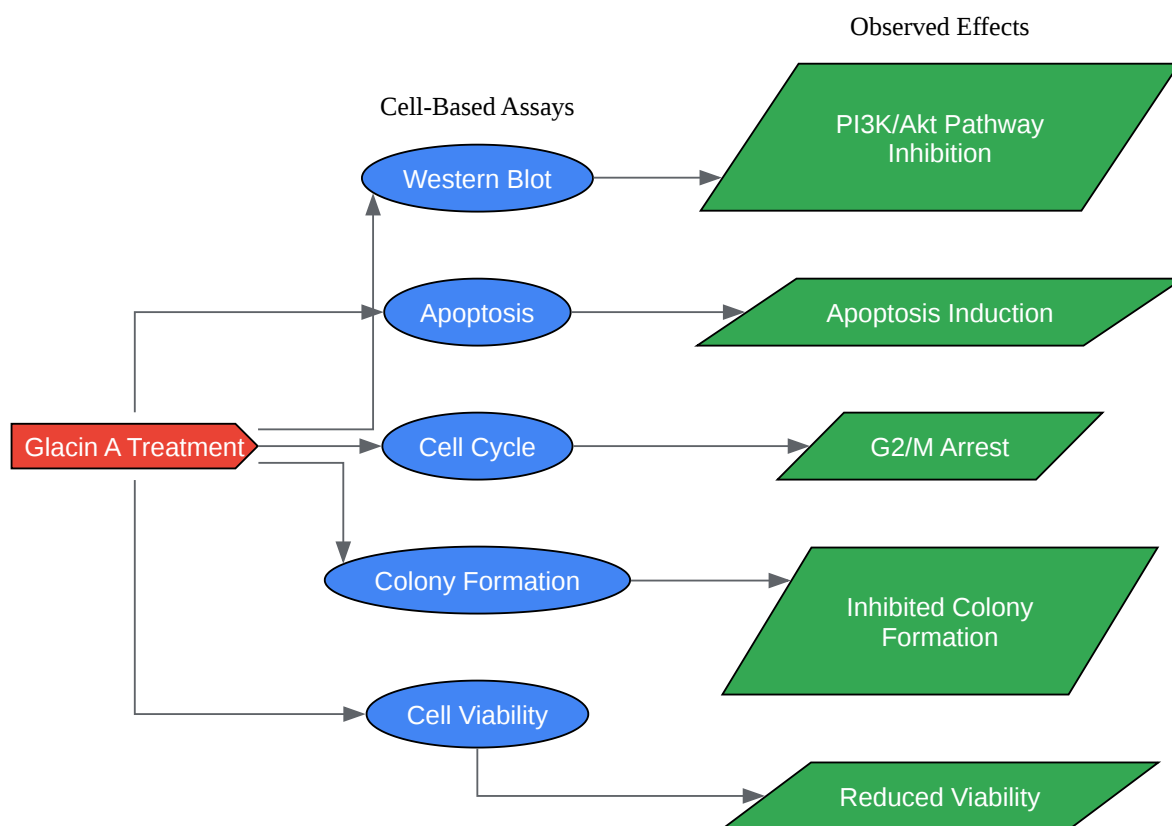 Observed Effects
Cell-Based Assays
PI3K/Akt Pathway
Inhibition
Western Blot
Apoptosis
Apoptosis Induction
Glacin A Treatment
Cell Cycle
G2/M Arrest
Colony Formation
Inhibited Colony
Formation
Cell Viability
Reduced Viability